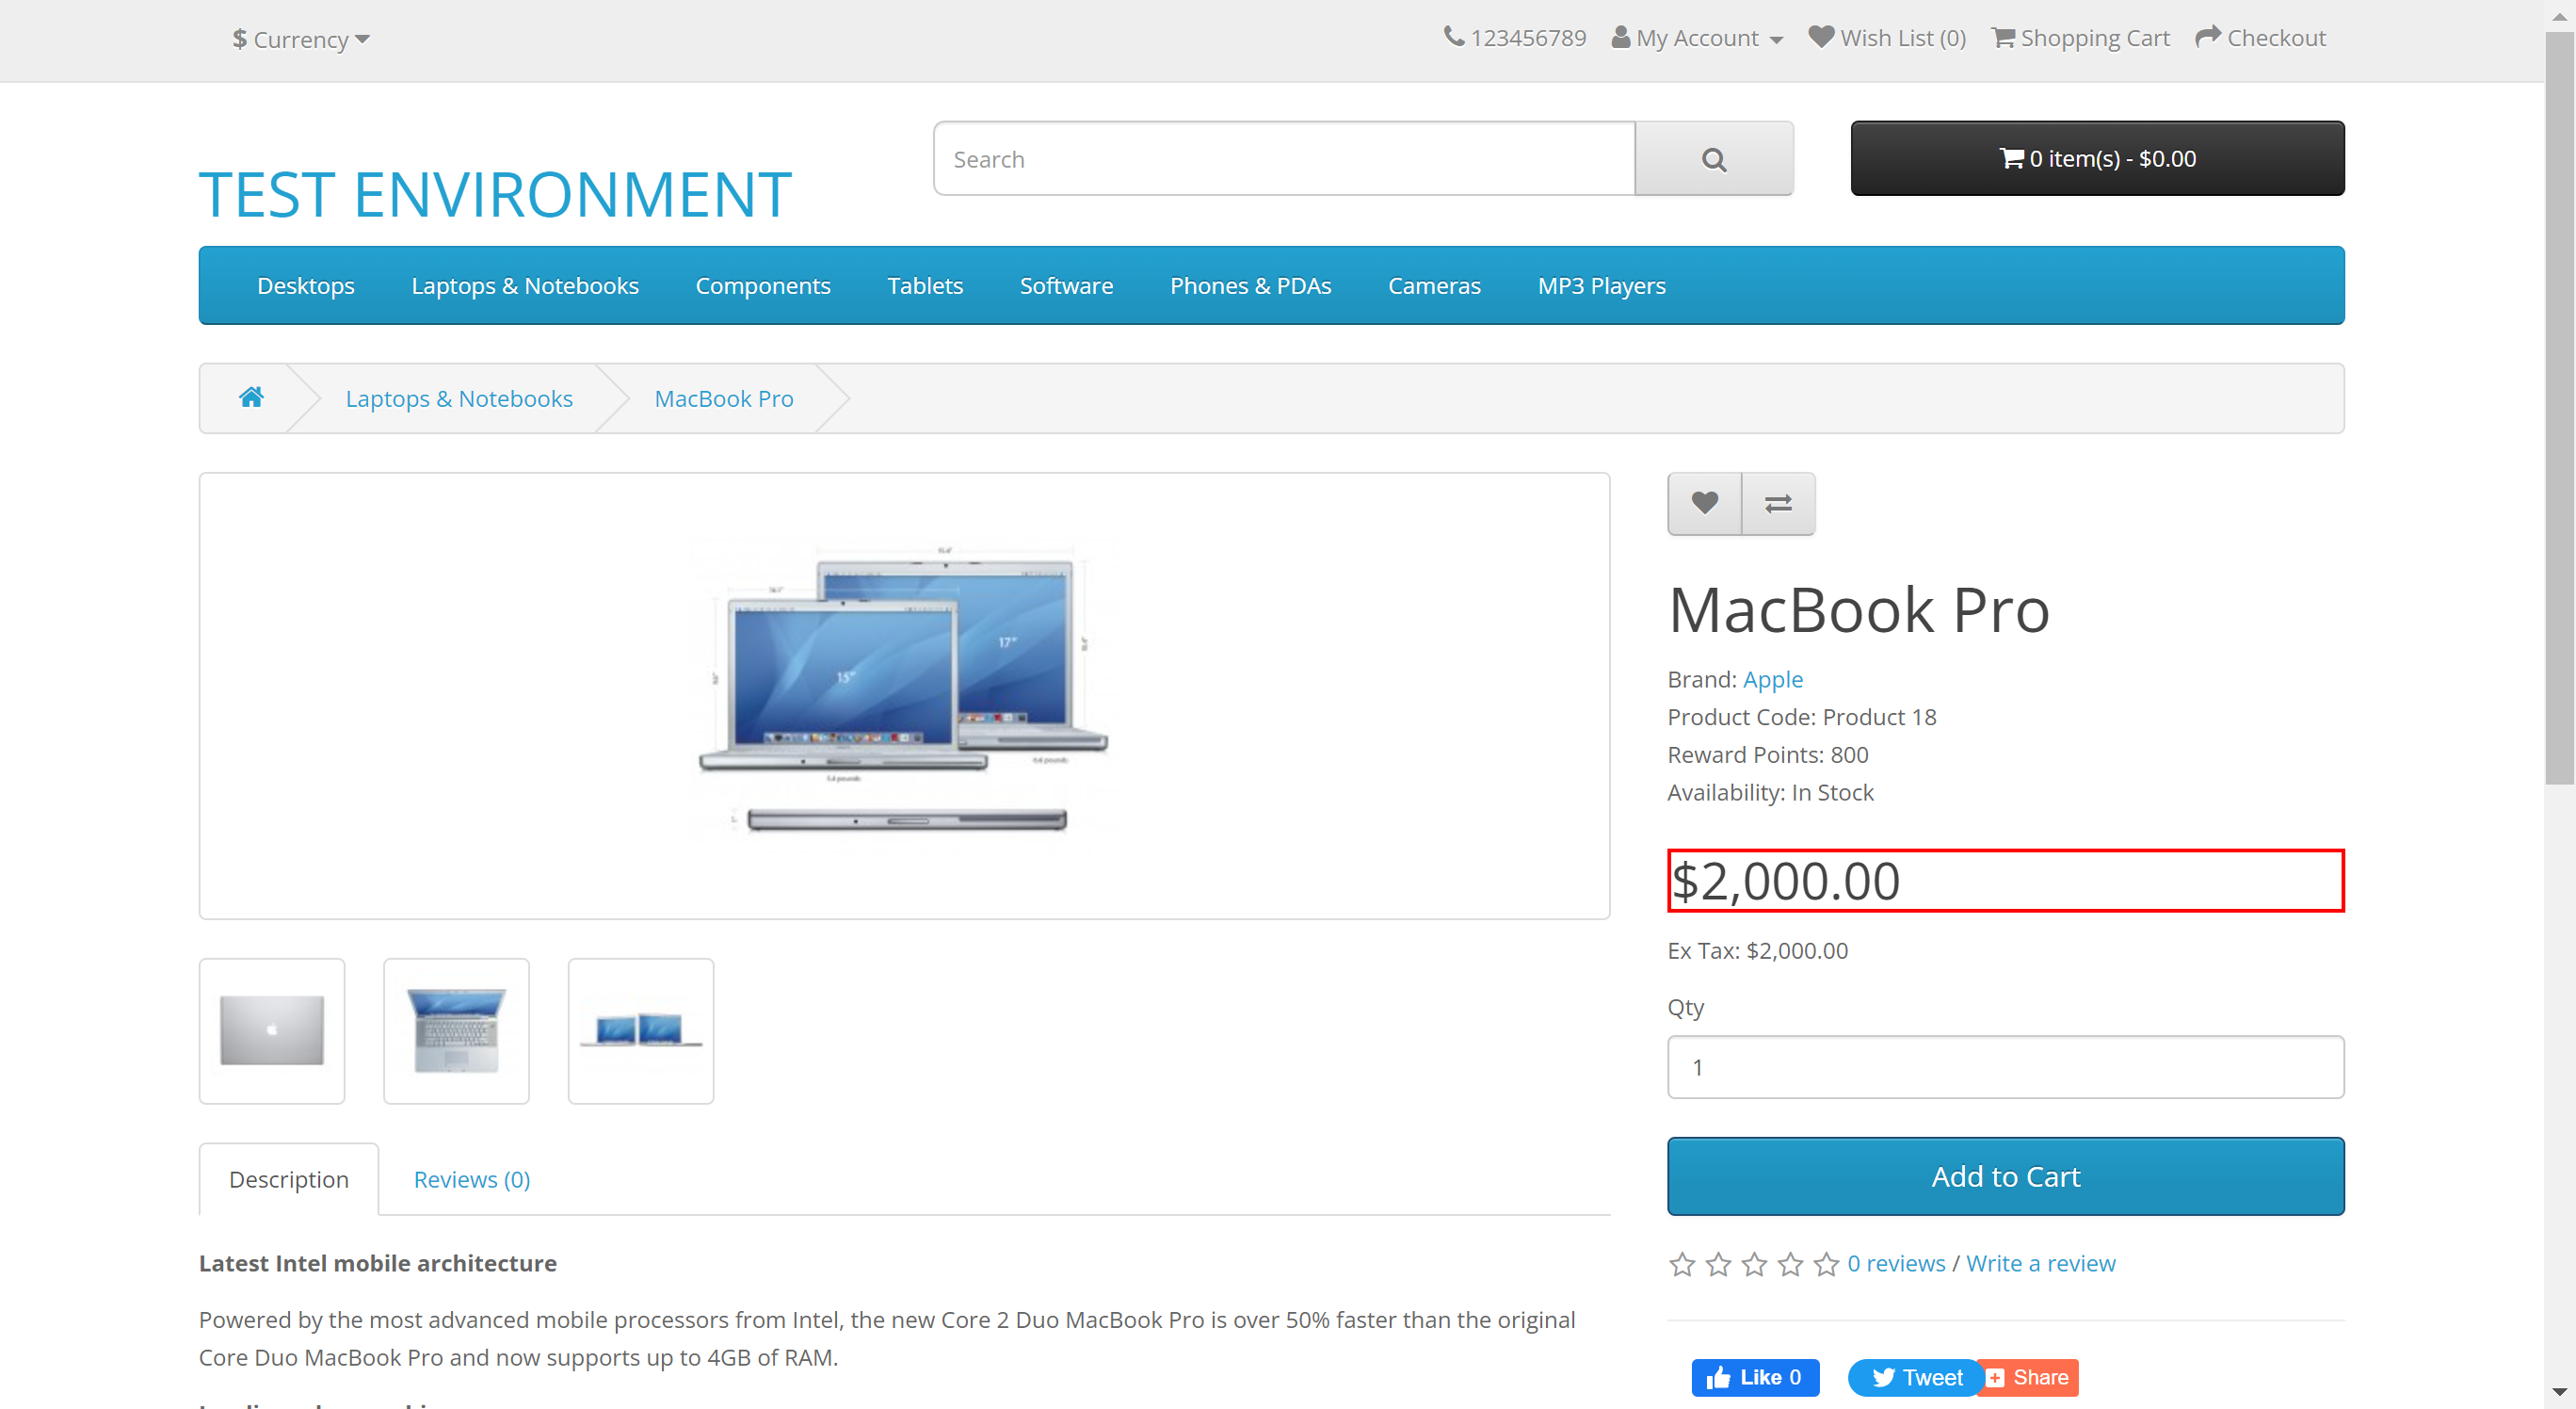 $ Currency
123456789 My Account Wish List (0) Shopping Cart Checkout
TEST ENVIRONMENT
Search
0 item(s) - $0.00
Desktops Laptops & Notebooks Components Tablets Software Phones & PDAs Cameras MP3 Players
Laptops & Notebooks MacBook Pro
15"
17"
MacBook Pro
Brand: Apple
Product Code: Product 18
Reward Points: 800
Availability: In Stock
$2,000.00
Ex Tax: $2,000.00
Qty
1
Add to Cart
0 reviews / Write a review
Like 0 Tweet Share
Description Reviews (0)
Latest Intel mobile architecture
Powered by the most advanced mobile processors from Intel, the new Core 2 Duo MacBook Pro is over 50% faster than the original
Core Duo MacBook Pro and now supports up to 4GB of RAM.